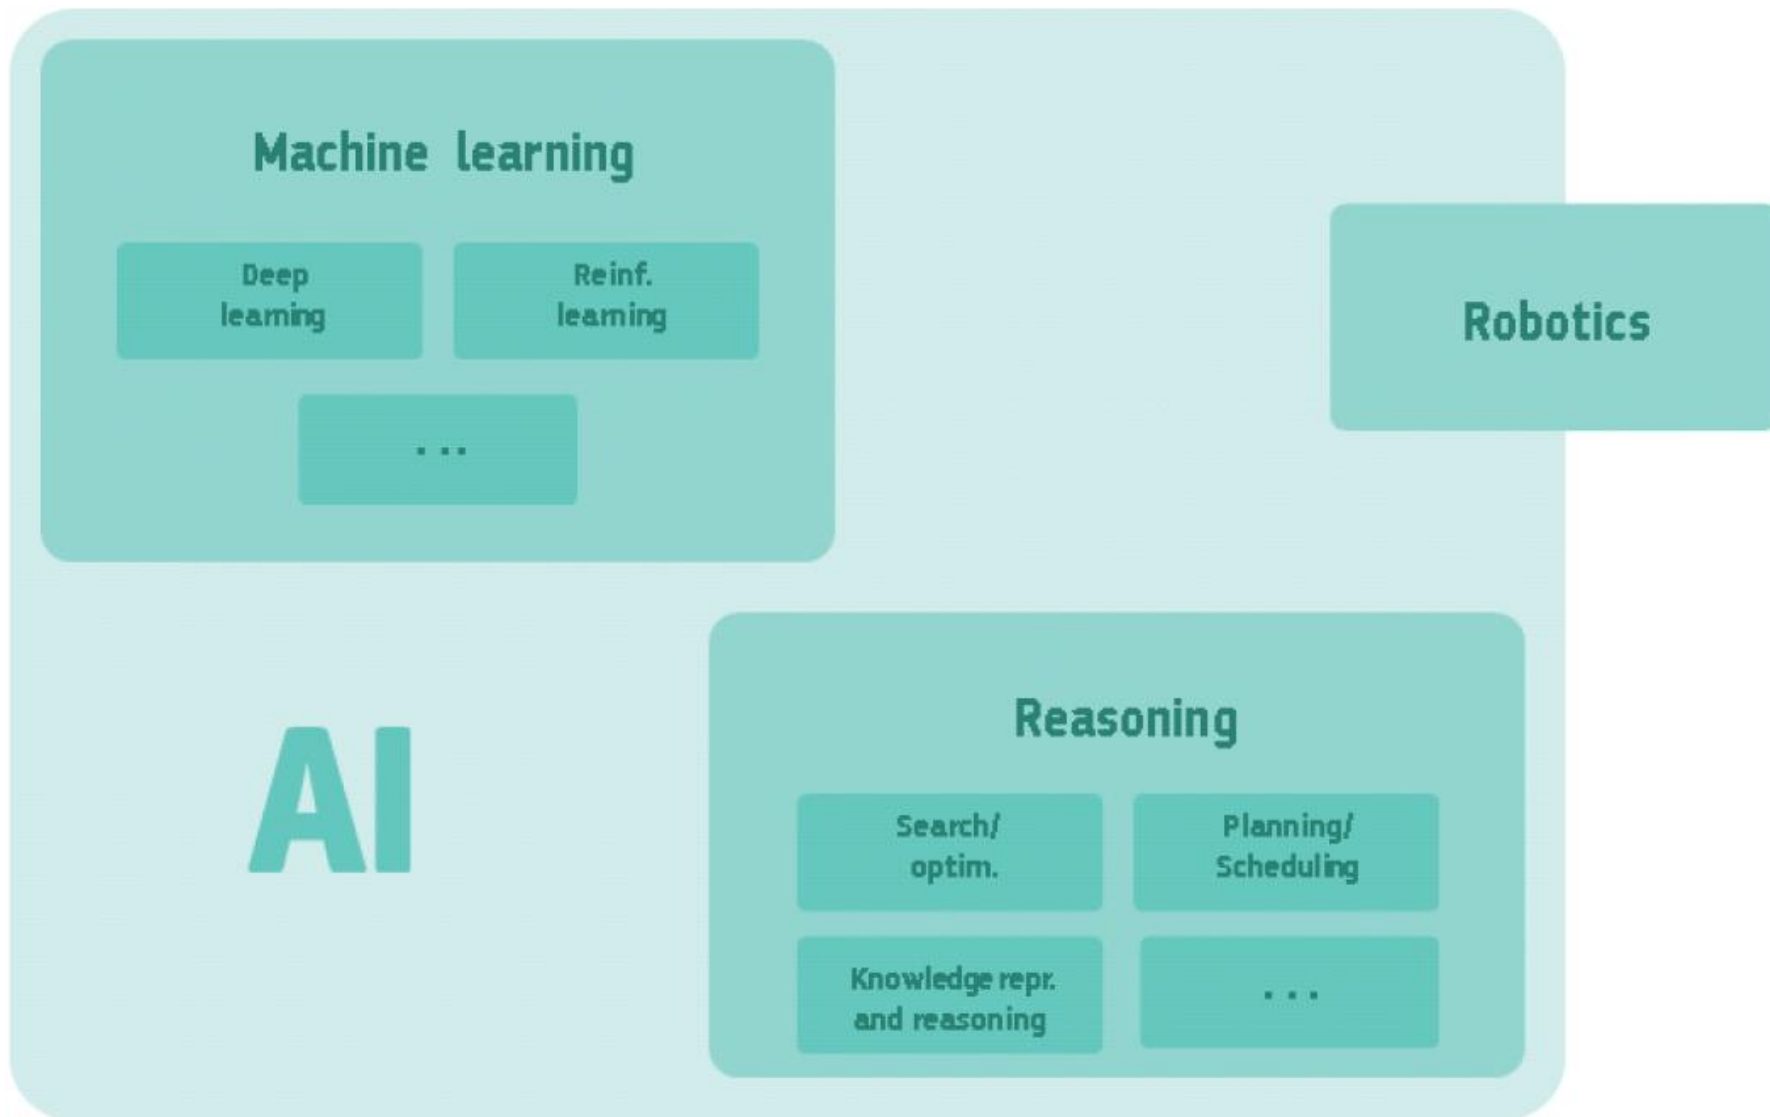 Machine learning
Deep
learning
Reinf.
learning
...
Robotics
AI
Reasoning
Search/
optim.
Planning/
Scheduling
Knowledge repr.
and reasoning
...